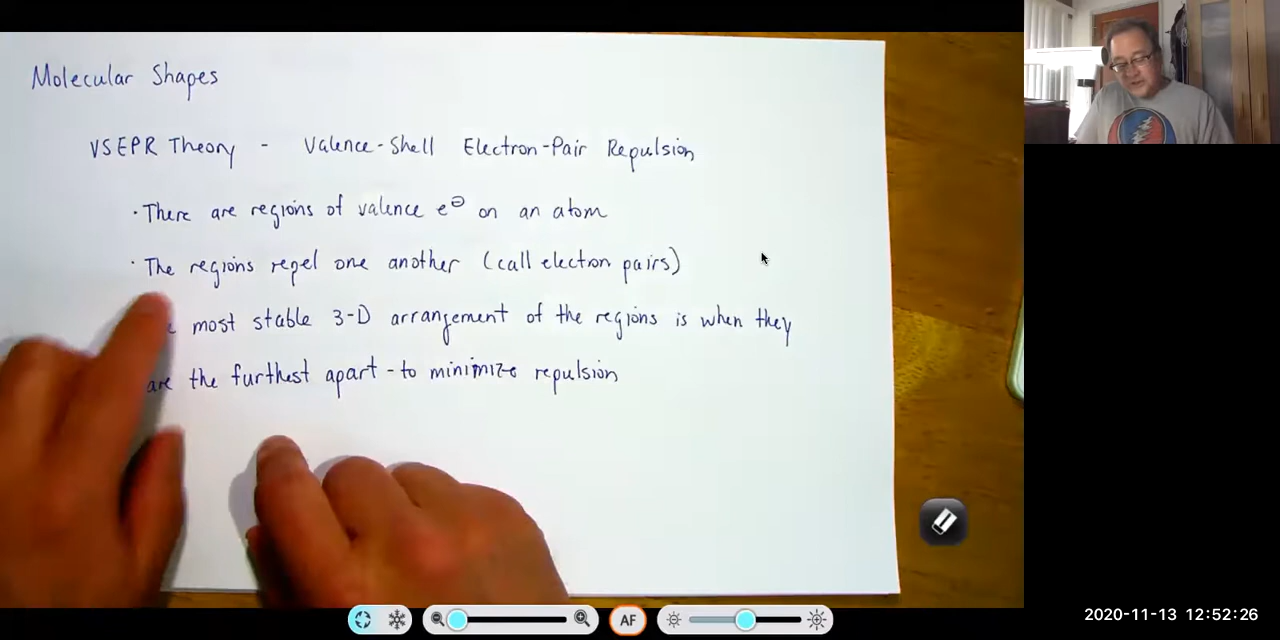 Molecular Shapes
VSEPR Theory - Valence-Shell Electron-Pair Repulsion
· There are regions of valence e⊖ on an atom
· The regions repel one another (call electron pairs)
most stable 3-D arrangement of the regions is when they
are the furthest apart - to minimize repulsion
AF
2020-11-13 12:52:26